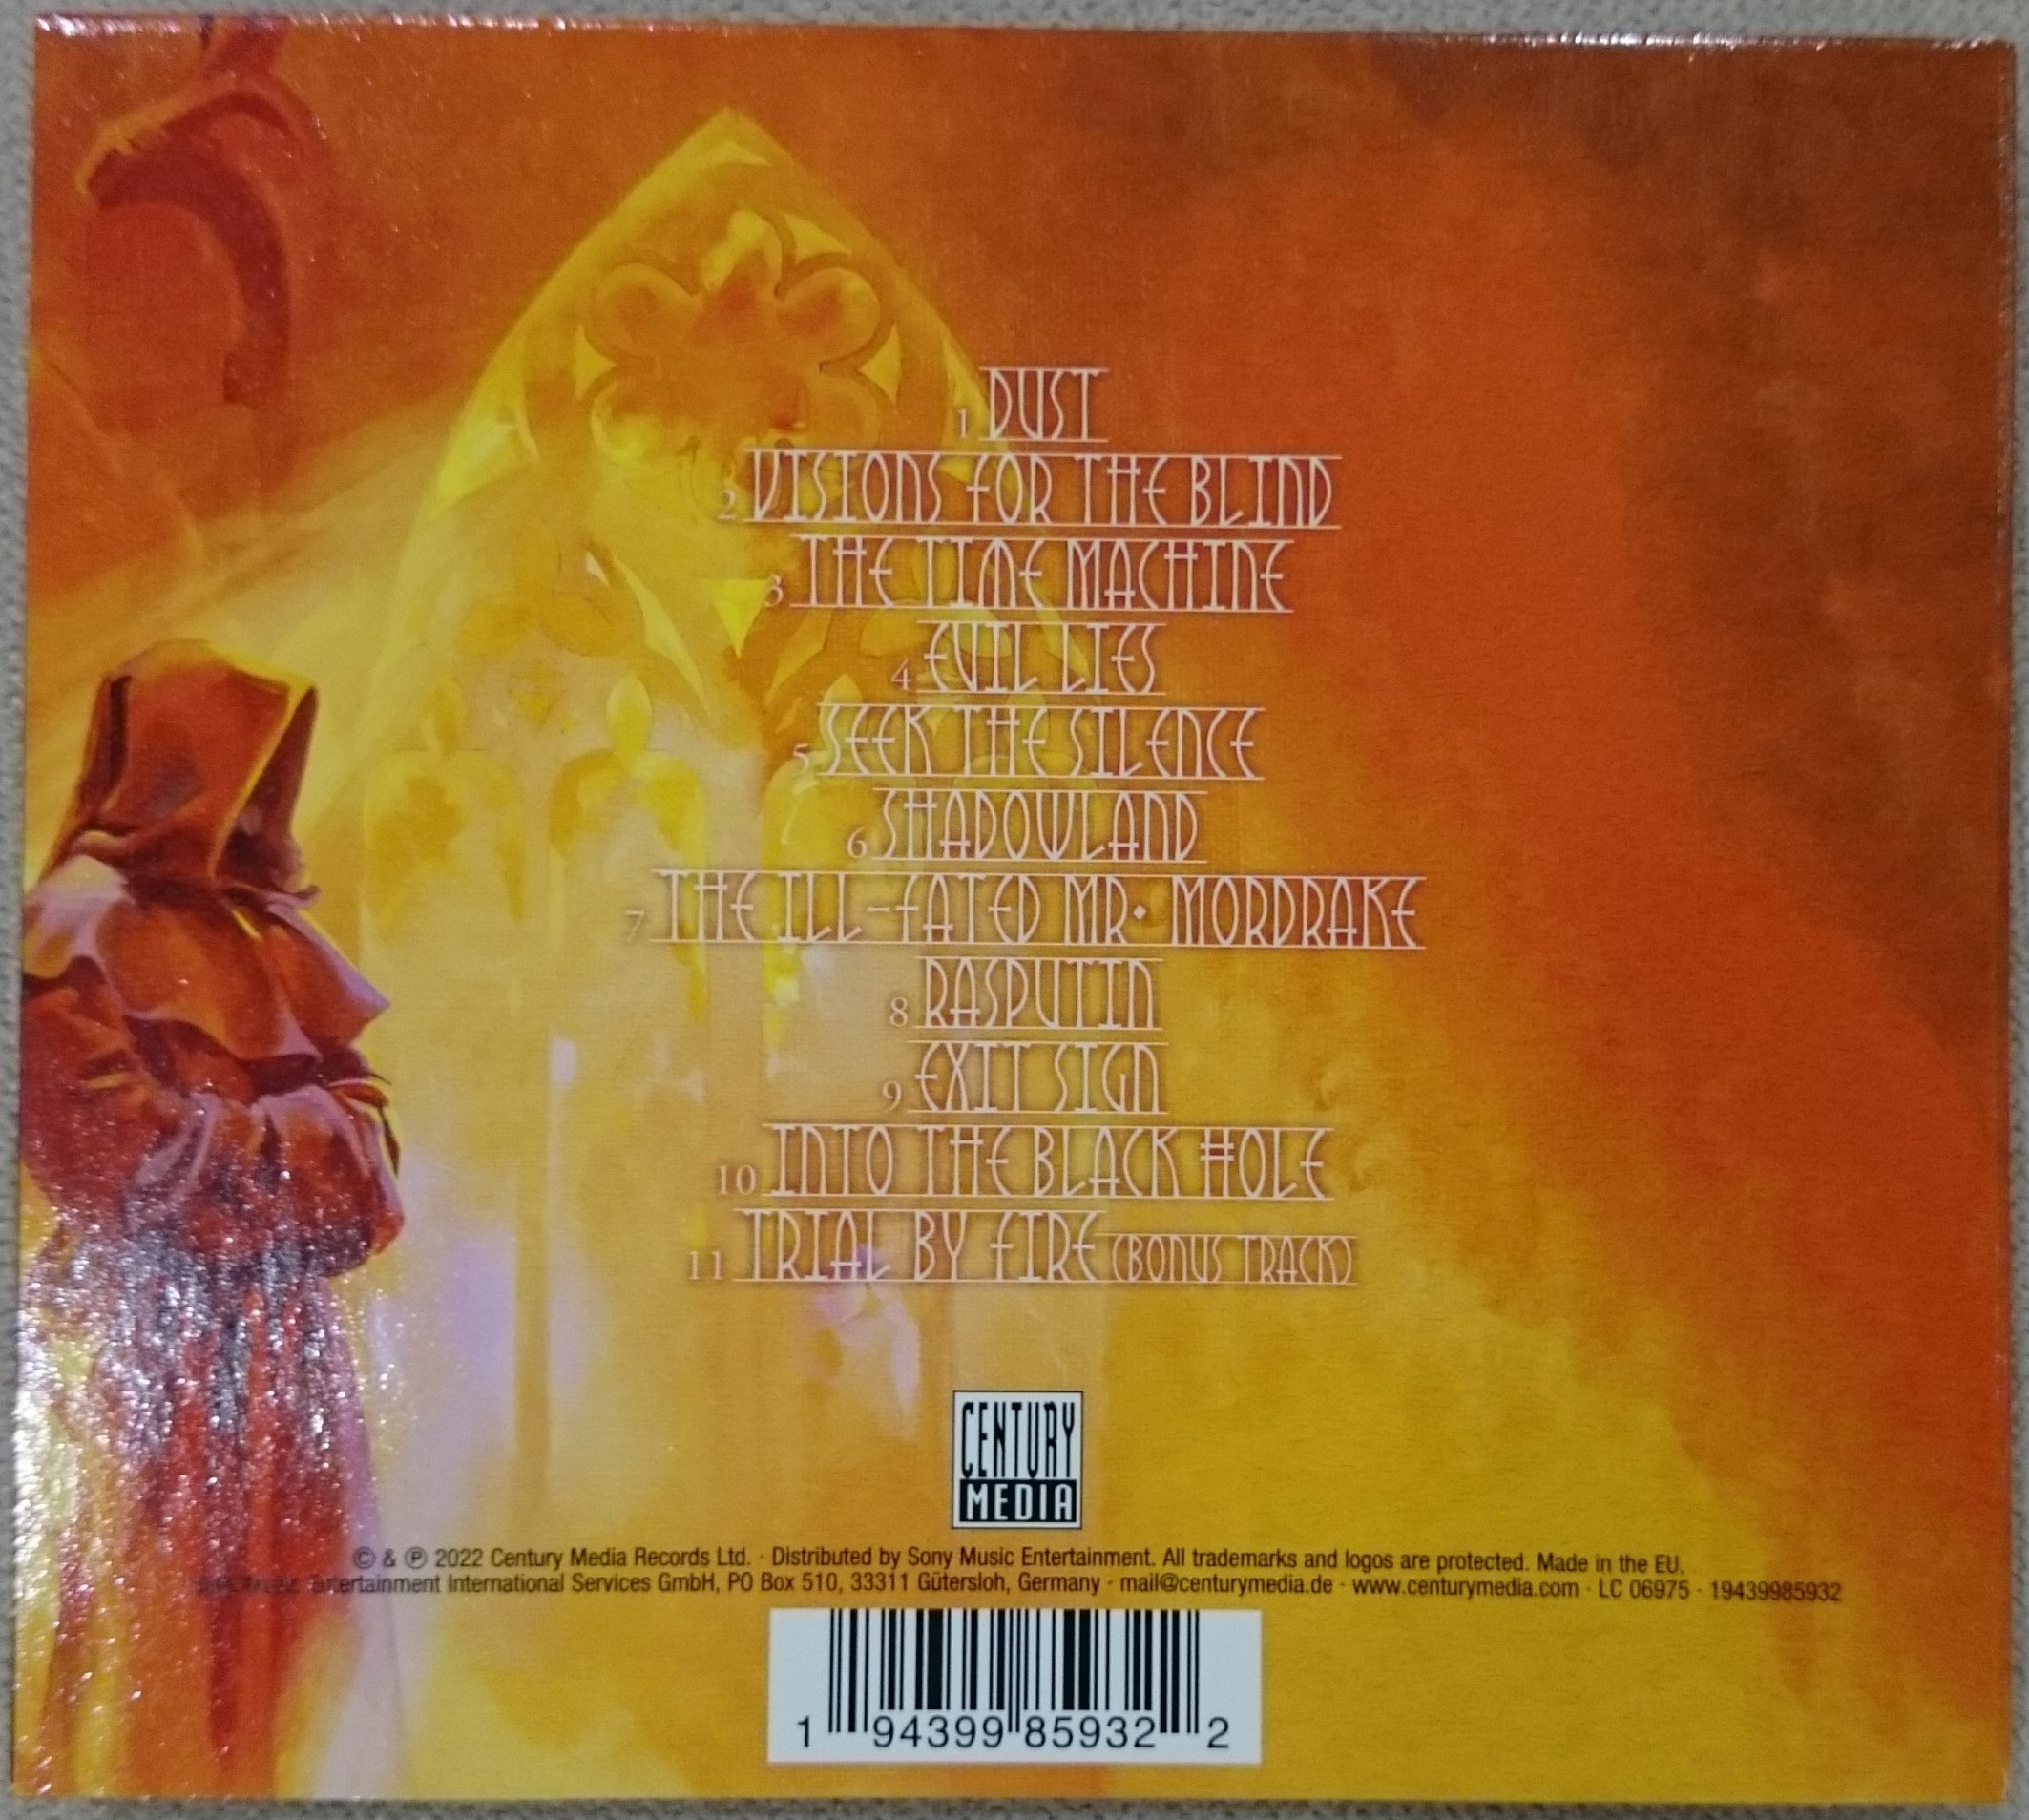 1 DUST
2 VISIONS FOR THE BLIND
3 THE TIME MACHINE
4 EVIL LIES
5 SEEK THE SILENCE
6 SHADOWLAND
7 THE ILL-FATED MR. MORDRAKE
8 RASPUTIN
9 EXIT SIGN
10 INTO THE BLACK HOLE
11 TRIAL BY FIRE (BONUS TRACK)
CENTURY
MEDIA
© & ℗ 2022 Century Media Records Ltd. · Distributed by Sony Music Entertainment. All trademarks and logos are protected. Made in the EU.
Entertainment International Services GmbH, PO Box 510, 33311 Gütersloh, Germany · mail@centurymedia.de · www.centurymedia.com · LC 06975 · 19439985932
1 94399 85932 2